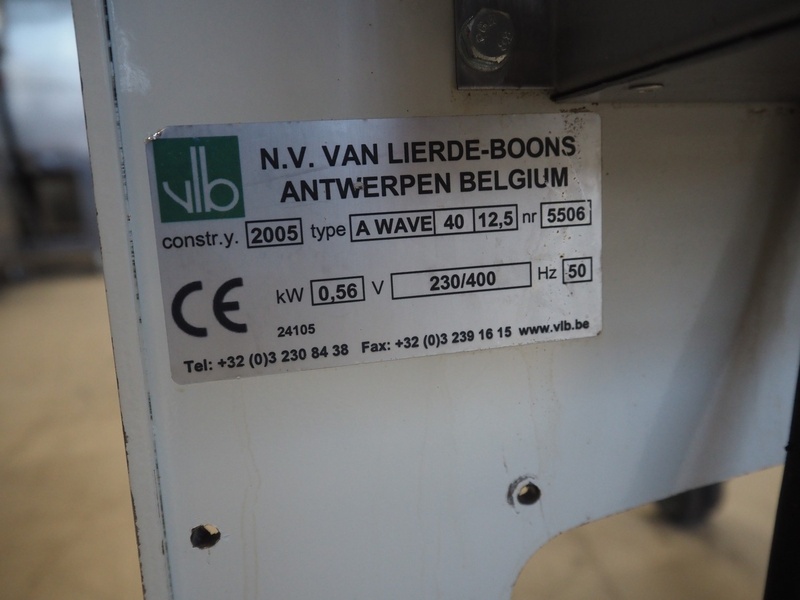 vlb
N.V. VAN LIERDE-BOONS
ANTWERPEN BELGIUM
constr.y. 2005 type A WAVE 40 12,5 nr 5506
CE kW 0,56 V 230/400 Hz 50
24105
Tel: +32 (0)3 230 84 38 Fax: +32 (0)3 239 16 15 www.vlb.be